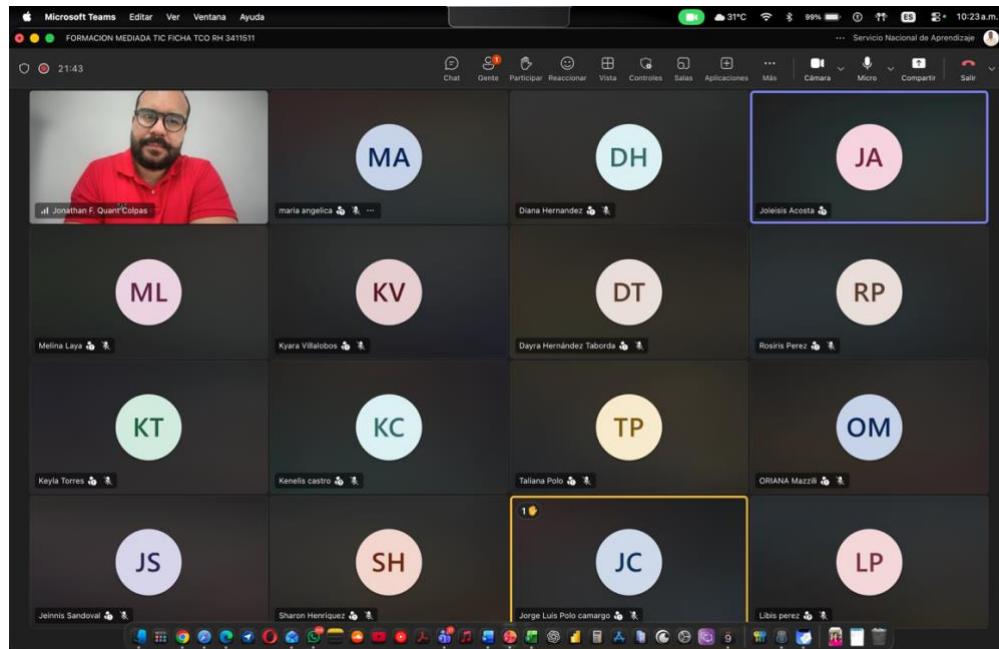 Microsoft Teams Editar Ver Ventana Ayuda
31°C 99% ES 10:23 a.m.
FORMACION MEDIADA TIC FICHA TCO RH 3411511
Servicio Nacional de Aprendizaje
21:43
1
Chat Gente Participar Reaccionar Vista Controles Salas Aplicaciones Más Cámara Micro Compartir Salir
MA DH JA
Jonathan F. Quant Colpas maria angelica Diana Hernandez Joleisis Acosta
ML KV DT RP
Melina Laya Kyara Villalobos Dayra Hernández Taborda Rosiris Perez
KT KC TP OM
Keyla Torres Kenelis castro Taliana Polo ORIANA Mazzili
1
JS SH JC LP
Jeinnis Sandoval Sharon Henriquez Jorge Luis Polo camargo Libis perez